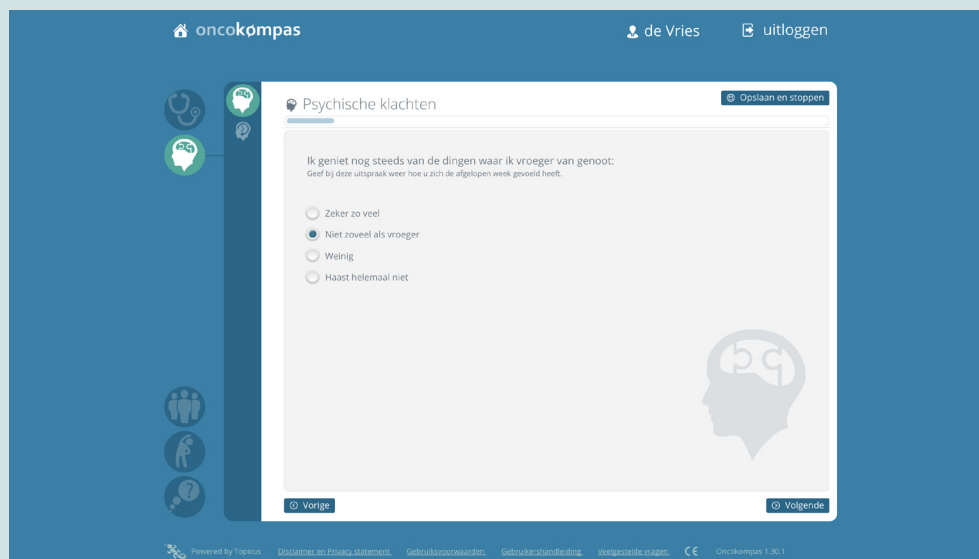 oncokompas
de Vries
uitloggen
Psychische klachten
Opslaan en stoppen
Ik geniet nog steeds van de dingen waar ik vroeger van genoot:
Geef bij deze uitspraak weer hoe u zich de afgelopen week gevoeld heeft.
Zeker zo veel
Niet zoveel als vroeger
Weinig
Haast helemaal niet
Vorige
Volgende
Powered by Topicus
Disclaimer en Privacy statement
Gebruiksvoorwaarden
Gebruikershandleiding
Veelgestelde vragen
CE
Oncokompas 1.30.1